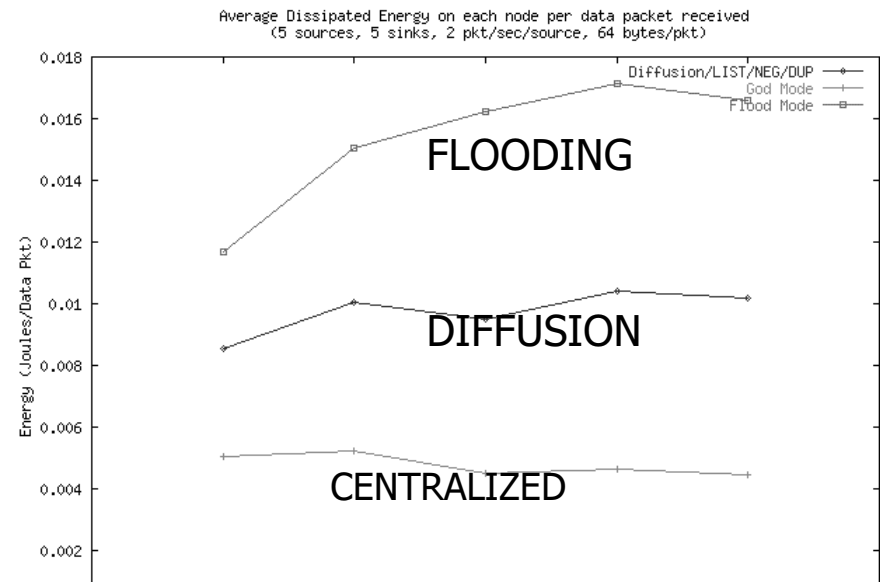 Average Dissipated Energy on each node per data packet received
(5 sources, 5 sinks, 2 pkt/sec/source, 64 bytes/pkt)
0.018
Diffusion/LIST/NEG/DUP
God Mode
Flood Mode
0.016
FLOODING
0.014
0.012
0.01
DIFFUSION
0.008
0.006
0.004
CENTRALIZED
0.002
Energy (Joules/Data Pkt)